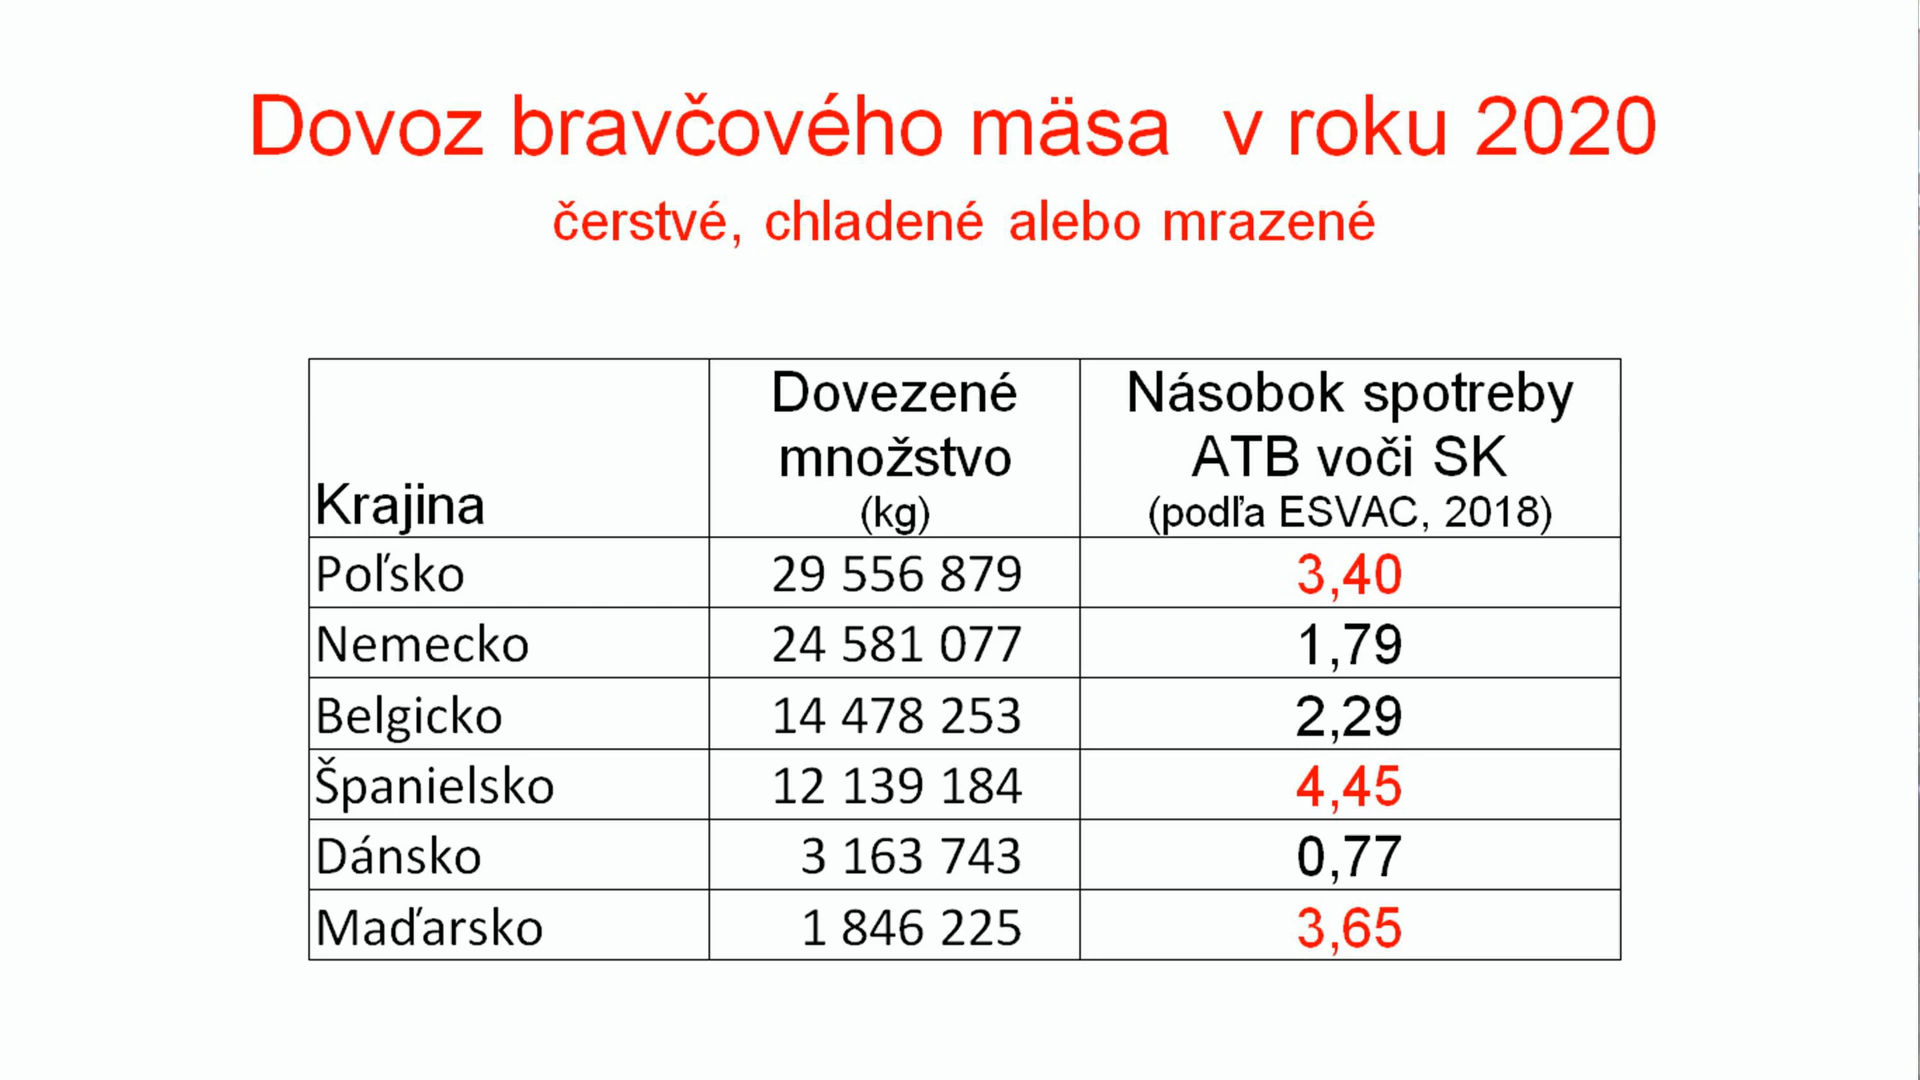 Dovoz bravčového mäsa v roku 2020
čerstvé, chladené alebo mrazené
Krajina
Dovezené
množstvo
(kg)
Násobok spotreby
ATB voči SK
(podľa ESVAC, 2018)
Poľsko 29 556 879 3,40
Nemecko 24 581 077 1,79
Belgicko 14 478 253 2,29
Španielsko 12 139 184 4,45
Dánsko 3 163 743 0,77
Maďarsko 1 846 225 3,65